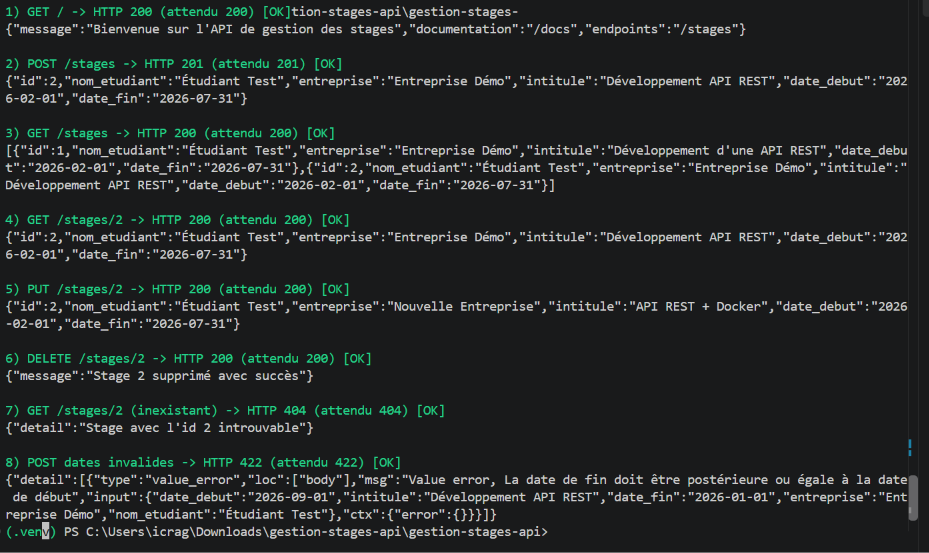 1) GET / -> HTTP 200 (attendu 200) [OK]tion-stages-api\gestion-stages-
{"message":"Bienvenue sur l'API de gestion des stages","documentation":"/docs","endpoints":"/stages"}
2) POST /stages -> HTTP 201 (attendu 201) [OK]
{"id":2,"nom_etudiant":"Étudiant Test","entreprise":"Entreprise Démo","intitule":"Développement API REST","date_debut":"202
6-02-01","date_fin":"2026-07-31"}
3) GET /stages -> HTTP 200 (attendu 200) [OK]
[{"id":1,"nom_etudiant":"Étudiant Test","entreprise":"Entreprise Démo","intitule":"Développement d'une API REST","date_debu
t":"2026-02-01","date_fin":"2026-07-31"},{"id":2,"nom_etudiant":"Étudiant Test","entreprise":"Entreprise Démo","intitule":"
Développement API REST","date_debut":"2026-02-01","date_fin":"2026-07-31"}]
4) GET /stages/2 -> HTTP 200 (attendu 200) [OK]
{"id":2,"nom_etudiant":"Étudiant Test","entreprise":"Entreprise Démo","intitule":"Développement API REST","date_debut":"202
6-02-01","date_fin":"2026-07-31"}
5) PUT /stages/2 -> HTTP 200 (attendu 200) [OK]
{"id":2,"nom_etudiant":"Étudiant Test","entreprise":"Nouvelle Entreprise","intitule":"API REST + Docker","date_debut":"2026
-02-01","date_fin":"2026-07-31"}
6) DELETE /stages/2 -> HTTP 200 (attendu 200) [OK]
{"message":"Stage 2 supprimé avec succès"}
7) GET /stages/2 (inexistant) -> HTTP 404 (attendu 404) [OK]
{"detail":"Stage avec l'id 2 introuvable"}
8) POST dates invalides -> HTTP 422 (attendu 422) [OK]
{"detail":[{"type":"value_error","loc":["body"],"msg":"Value error, La date de fin doit être postérieure ou égale à la date
 de début","input":{"date_debut":"2026-09-01","intitule":"Développement API REST","date_fin":"2026-01-01","entreprise":"Ent
reprise Démo","nom_etudiant":"Étudiant Test"},"ctx":{"error":{}}}]}
(.venv) PS C:\Users\icrag\Downloads\gestion-stages-api\gestion-stages-api>